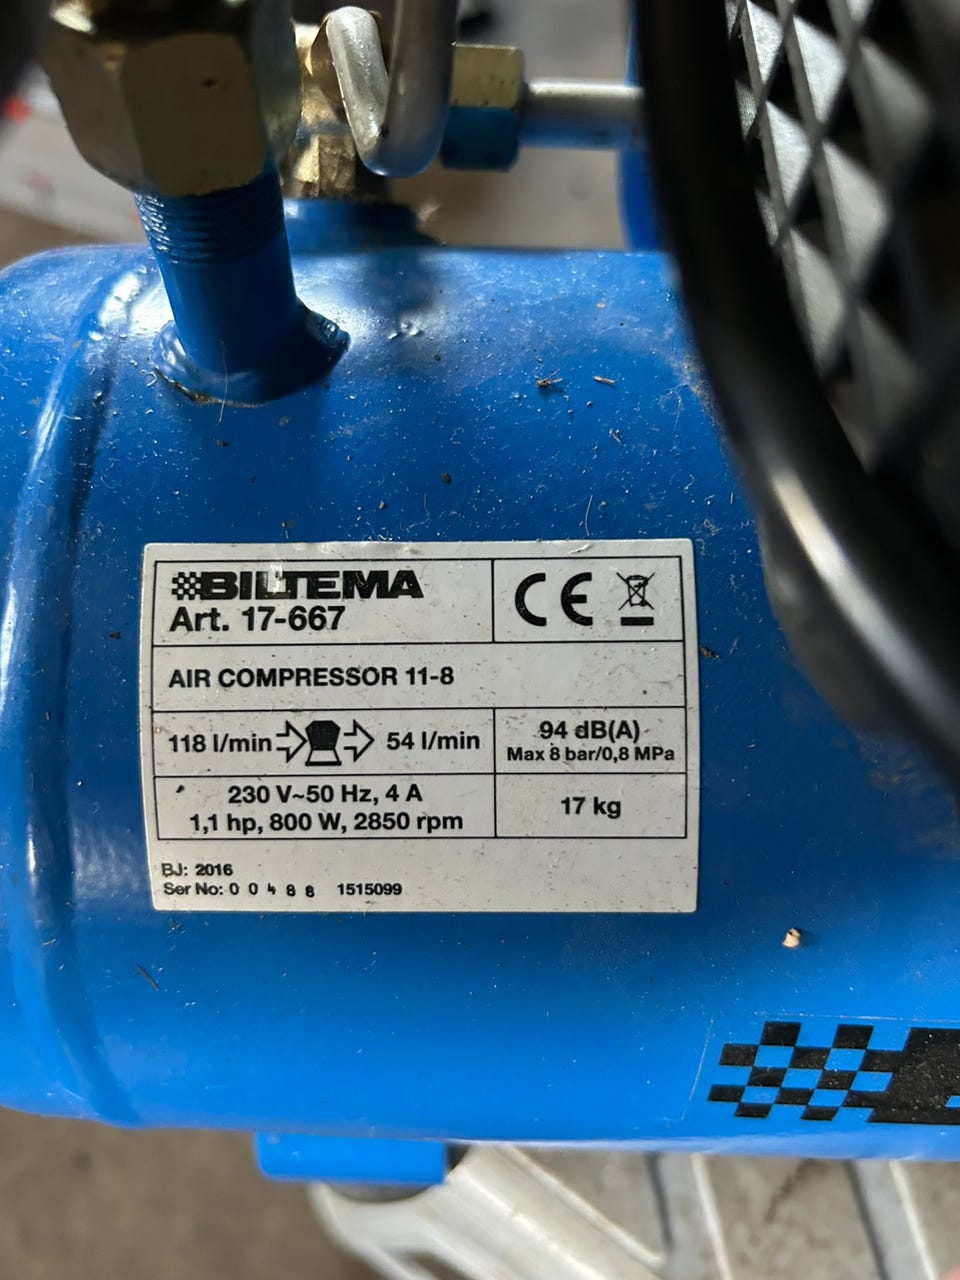 BILTEMA
Art. 17-667
CE
AIR COMPRESSOR 11-8
118 l/min 54 l/min
94 dB(A)
Max 8 bar/0,8 MPa
230 V~50 Hz, 4 A
1,1 hp, 800 W, 2850 rpm
17 kg
BJ: 2016
Ser No: 0 0 4 8 8 1515099